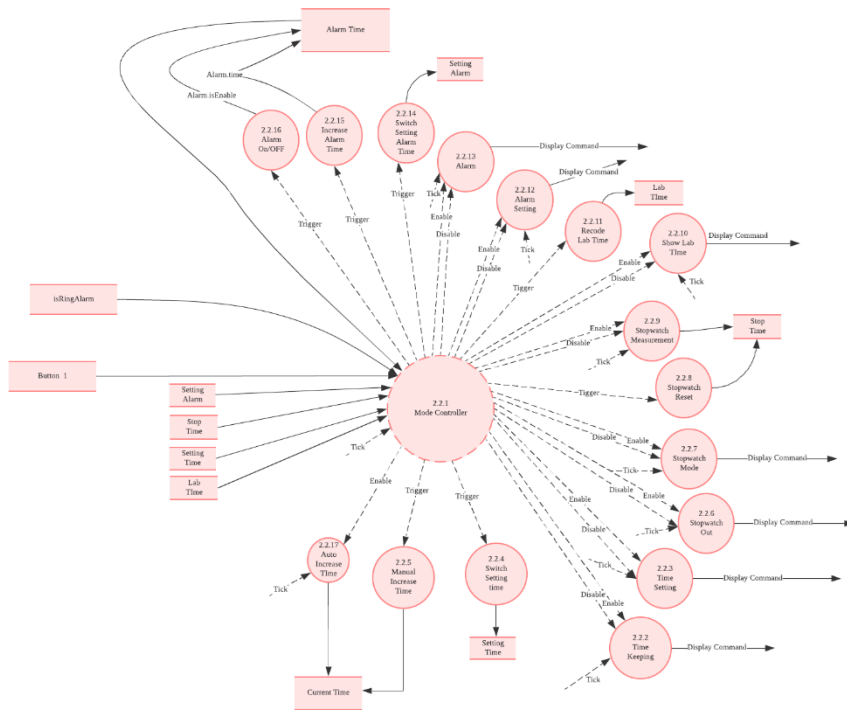 Alarm Time
Setting
Alarm
Alarm.time
Alarm.isEnable
2.2.14
Switch
Setting
Alarm
Time
2.2.15
Increase
Alarm
Time
2.2.16
Alarm
On/OFF
2.2.13
Alarm
Display Command
2.2.12
Alarm
Setting
Display Command
Lab
TIme
2.2.11
Recode
Lab Time
2.2.10
Show Lab
TIme
Display Command
Trigger
Trigger
Trigger
Tick
Enable
Disable
Enable
Disable
Tick
Tigger
Enable
Disable
Tick
isRingAlarm
2.2.9
Stopwatch
Measurement
Enable
Disable
Tick
Stop
Time
Button 1
2.2.8
Stopwatch
Reset
Tigger
Setting
Alarm
Stop
Time
Setting
Time
Lab
TIme
2.2.1
Mode Controller
Tick
2.2.7
Stopwatch
Mode
Enable
Disable
Tick
Display Command
Enable
Trigger
Trigger
2.2.6
Stopwatch
Out
Enable
Disable
Tick
Display Command
2.2.17
Auto
Increase
TIme
Tick
2.2.5
Manual
Increase
Time
2.2.4
Switch
Setting
time
2.2.3
Time
Setting
Enable
Disable
Tick
Display Command
Setting
Time
2.2.2
Time
Keeping
Enable
Disable
Tick
Display Command
Current Time